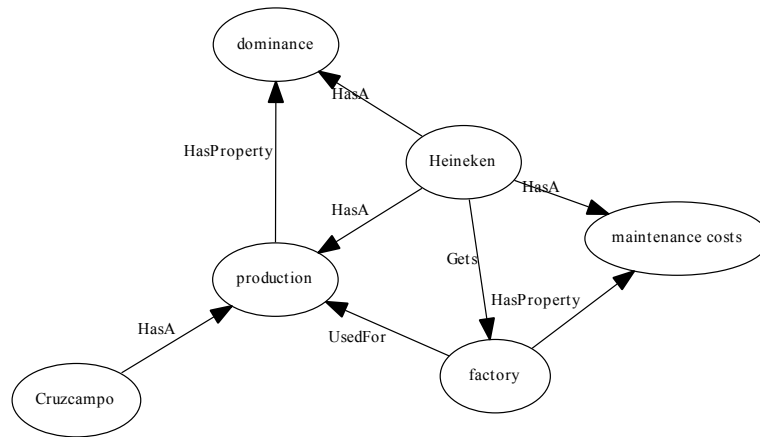 dominance
HasA
HasProperty
Heineken
HasA
HasA
maintenance costs
Gets
production
HasProperty
HasA
UsedFor
factory
Cruzcampo